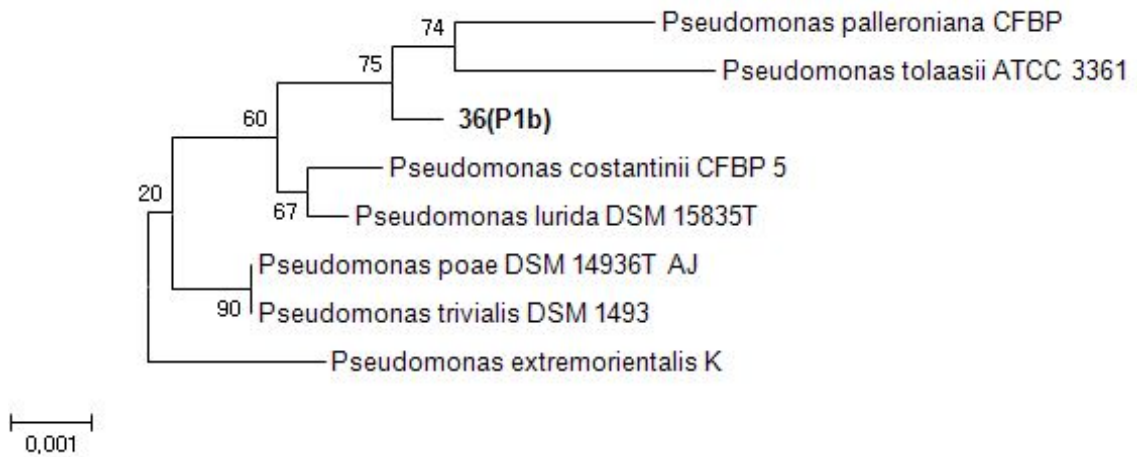 74
Pseudomonas palleroniana CFBP
75
Pseudomonas tolaasii ATCC 3361
60
36(P1b)
Pseudomonas costantinii CFBP 5
20
67
Pseudomonas lurida DSM 15835T
Pseudomonas poae DSM 14936T AJ
90
Pseudomonas trivialis DSM 1493
Pseudomonas extremorientalis K
0,001